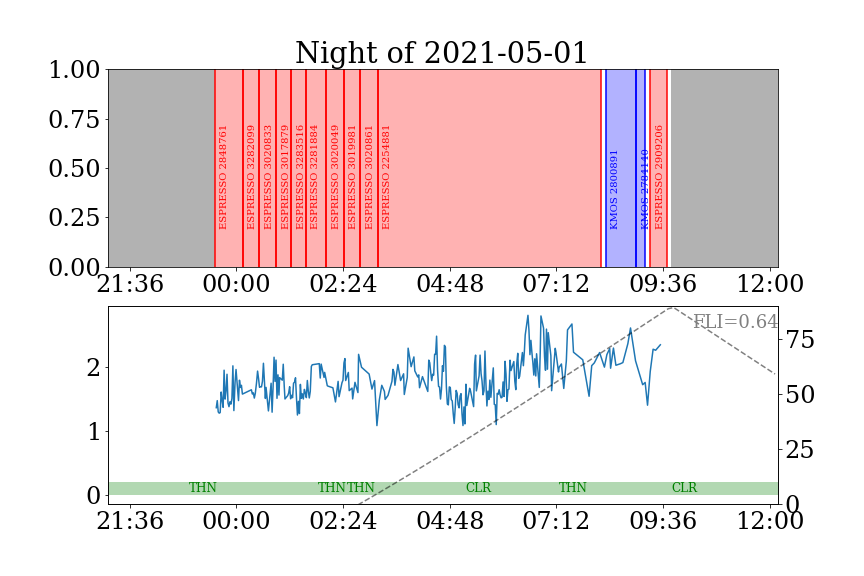 Night of 2021-05-01
1.00
0.75
0.50
0.25
0.00
ESPRESSO 2848761
ESPRESSO 3282099
ESPRESSO 3020833
ESPRESSO 3017879
ESPRESSO 3283516
ESPRESSO 3281884
ESPRESSO 3020049
ESPRESSO 3019981
ESPRESSO 3020861
ESPRESSO 2254881
KMOS 2800891
KMOS 2784140
ESPRESSO 2909206
21:36 00:00 02:24 04:48 07:12 09:36 12:00
FLI=0.64
2
1
0
75
50
25
0
THN THN THN CLR THN CLR
21:36 00:00 02:24 04:48 07:12 09:36 12:00